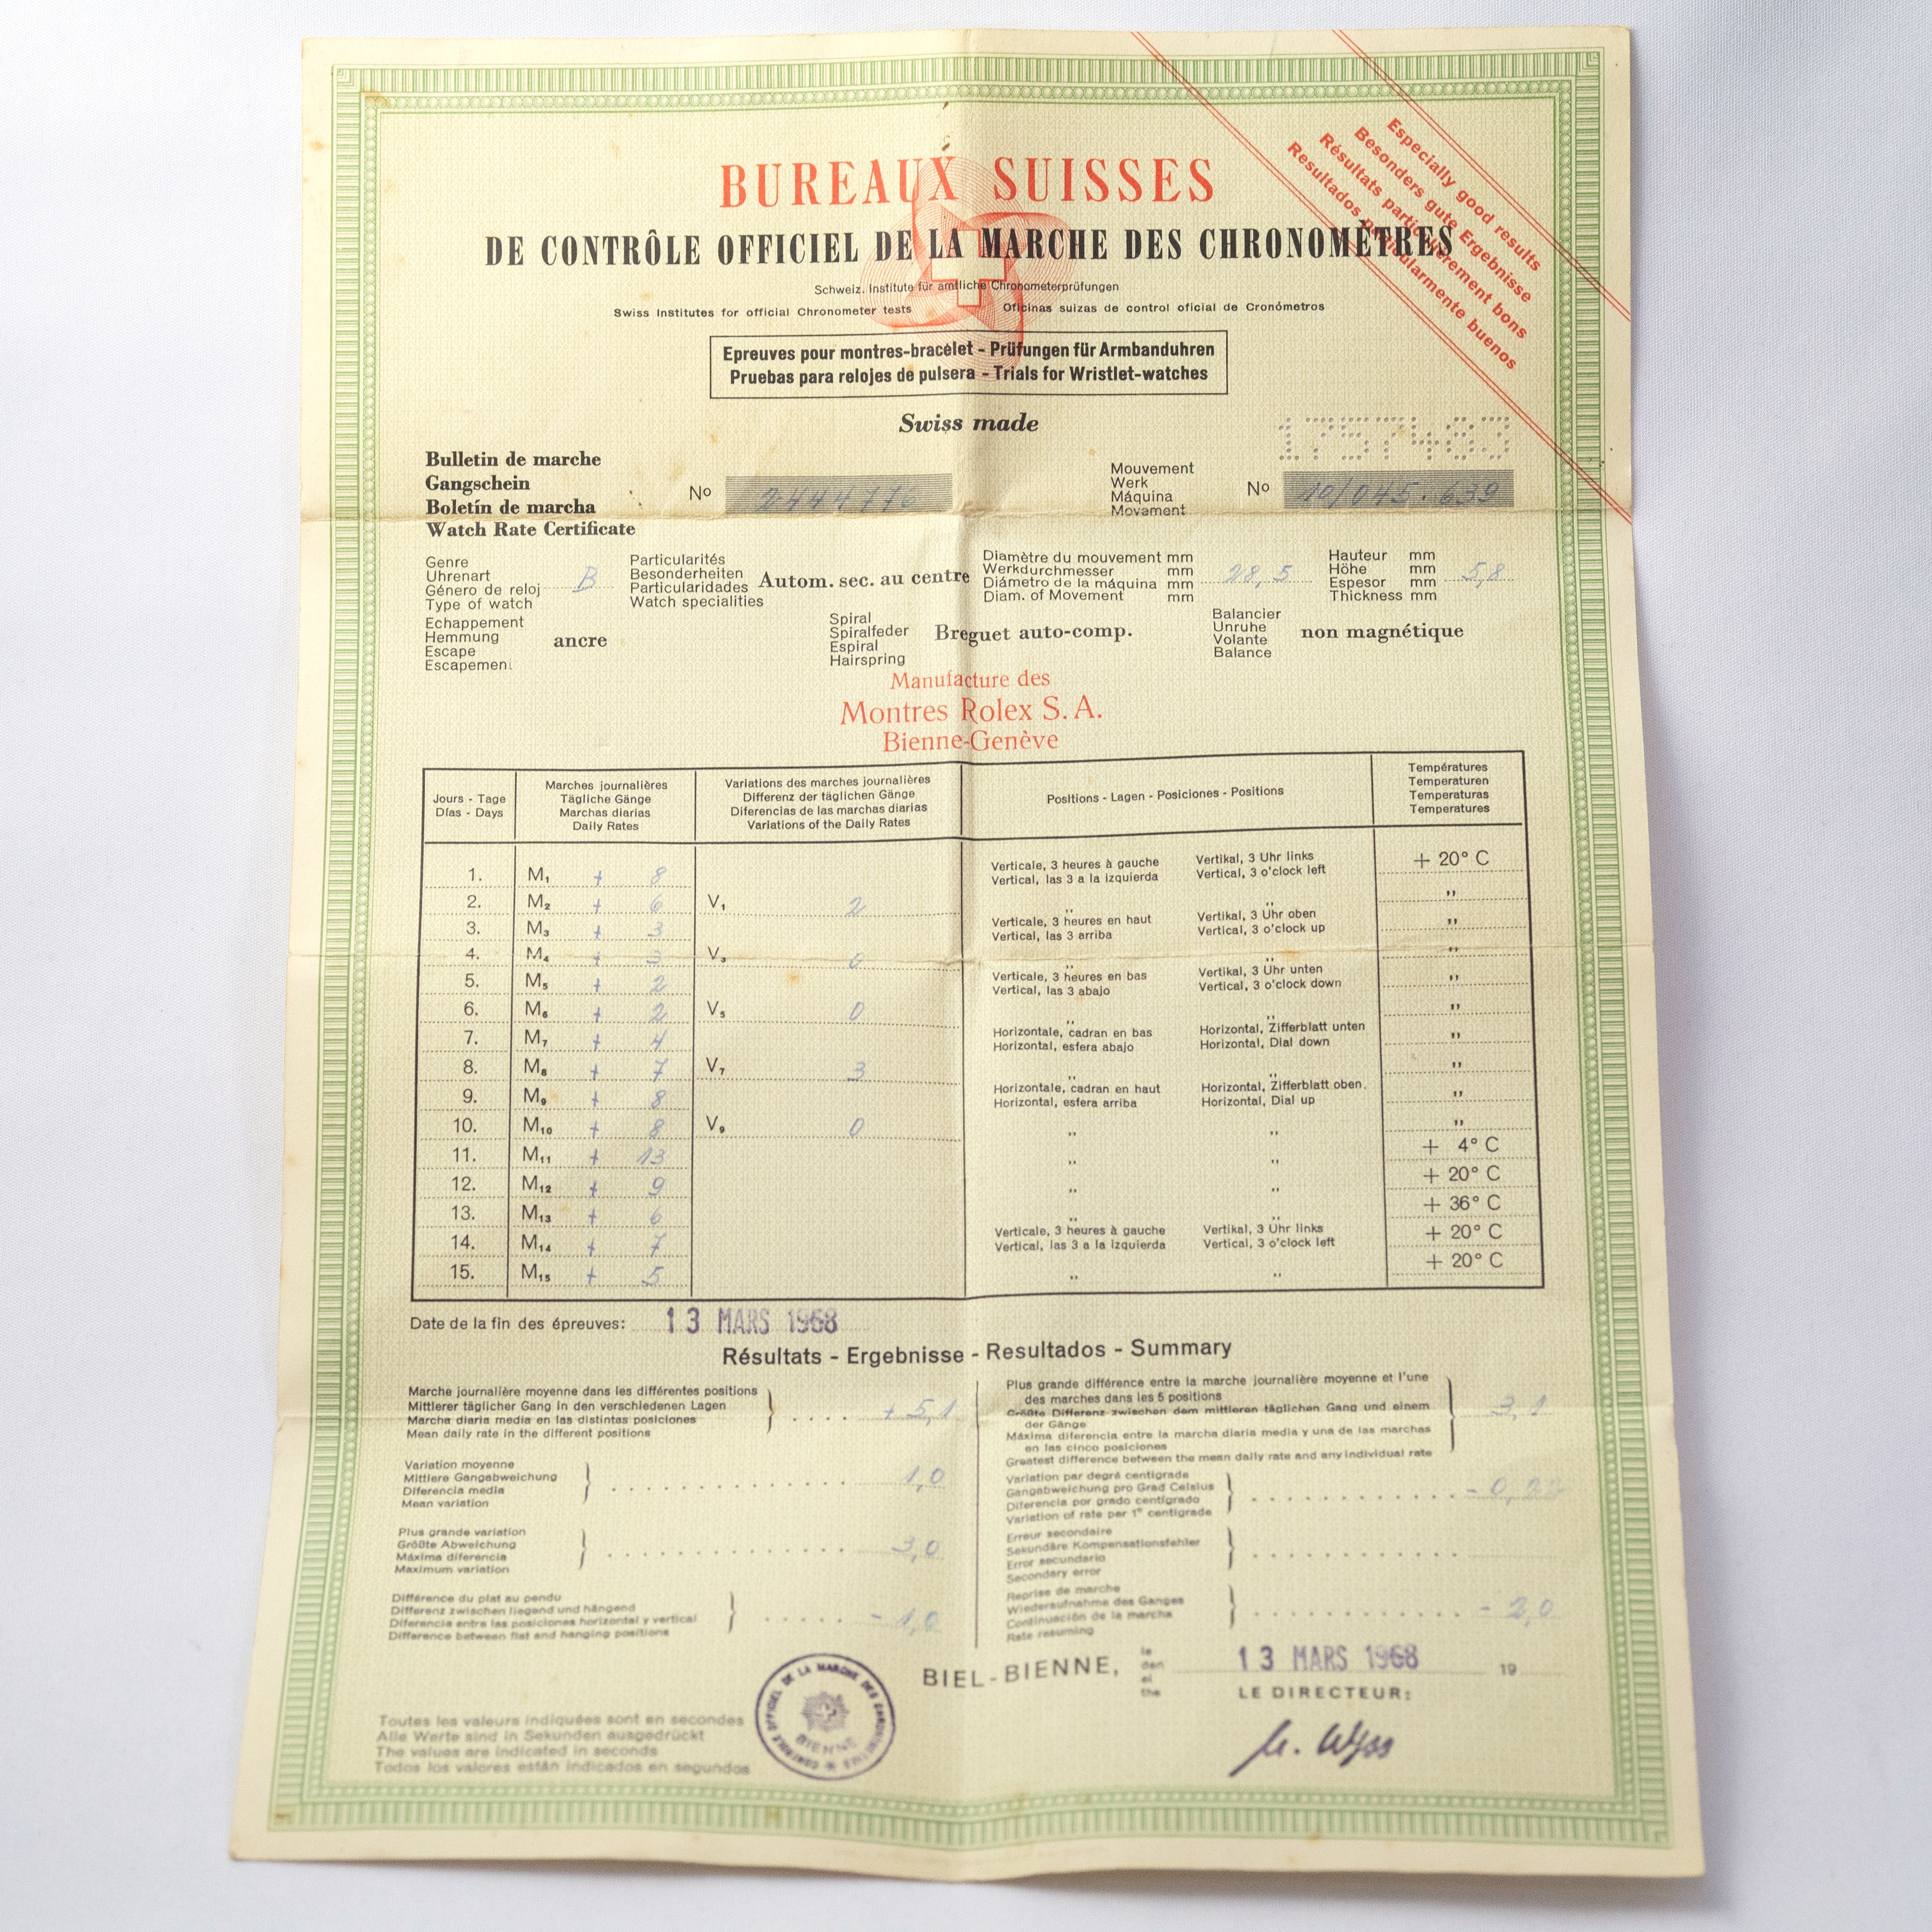 Especially good results
Besonders gute Ergebnisse
Résultats particulièrement bons
Resultados particularmente buenos
BUREAUX SUISSES
DE CONTRÔLE OFFICIEL DE LA MARCHE DES CHRONOMÈTRES
Schweiz. Institute für amtliche Chronometerprüfungen
Swiss Institutes for official Chronometer tests Oficinas suizas de control oficial de Cronómetros
Epreuves pour montres-bracelet - Prüfungen für Armbanduhren
Pruebas para relojes de pulsera - Trials for Wristlet-watches
Swiss made
1757483
Bulletin de marche
Gangschein
Boletín de marcha
Watch Rate Certificate
No
Mouvement
Werk
Máquina
Movament
No 10/045.639
Genre
Uhrenart
Género de reloj
Type of watch
B
Particularités
Besonderheiten
Particularidades
Watch specialities
Autom. sec. au centre
Diamètre du mouvement mm
Werkdurchmesser mm
Diámetro de la máquina mm
Diam. of Movement mm
28,5
Hauteur mm
Höhe mm
Espesor mm
Thickness mm
5,8
Echappement
Hemmung
Escape
Escapement
ancre
Spiral
Spiralfeder
Espiral
Hairspring
Breguet auto-comp.
Balancier
Unruhe
Volante
Balance
non magnétique
Manufacture des
Montres Rolex S.A.
Bienne-Genève
Jours - Tage
Días - Days
Marches journalières
Tägliche Gänge
Marchas diarias
Daily Rates
Variations des marches journalières
Differenz der täglichen Gänge
Diferencias de las marchas diarias
Variations of the Daily Rates
Positions - Lagen - Posiciones - Positions
Températures
Temperaturen
Temperaturas
Temperatures
1. M1 + 8 Verticale, 3 heures à gauche Vertikal, 3 Uhr links + 20° C
Vertical, las 3 a la izquierda Vertical, 3 o'clock left
2. M2 + 6 V1 2 " " "
3. M3 + 3 Verticale, 3 heures en haut Vertikal, 3 Uhr oben "
Vertical, las 3 arriba Vertical, 3 o'clock up
4. M4 + 3 V3 0 " " "
5. M5 + 2 Verticale, 3 heures en bas Vertikal, 3 Uhr unten "
Vertical, las 3 abajo Vertical, 3 o'clock down
6. M6 + 2 V5 0 " " "
7. M7 + 4 Horizontale, cadran en bas Horizontal, Zifferblatt unten "
Horizontal, esfera abajo Horizontal, Dial down
8. M8 + 7 V7 3 " " "
9. M9 + 8 Horizontale, cadran en haut Horizontal, Zifferblatt oben. "
Horizontal, esfera arriba Horizontal, Dial up
10. M10 + 8 V9 0 " " "
11. M11 + 13 " " + 4° C
12. M12 + 9 " " + 20° C
13. M13 + 6 " " + 36° C
14. M14 + 7 Verticale, 3 heures à gauche Vertikal, 3 Uhr links + 20° C
Vertical, las 3 a la izquierda Vertical, 3 o'clock left
15. M15 + 5 " " + 20° C
Date de la fin des épreuves: 13 MARS 1968
Résultats - Ergebnisse - Resultados - Summary
Marche journalière moyenne dans les différentes positions
Mittlerer täglicher Gang in den verschiedenen Lagen
Marcha diaria media en las distintas posiciones
Mean daily rate in the different positions
+ 5,1
Variation moyenne
Mittlere Gangabweichung
Diferencia media
Mean variation
1,0
Plus grande variation
Größte Abweichung
Máxima diferencia
Maximum variation
3,0
Différence du plat au pendu
Differenz zwischen liegend und hängend
Diferencia entre las posiciones horizontal y vertical
Difference between flat and hanging positions
Plus grande différence entre la marche journalière moyenne et l'une
des marches dans les 5 positions
Größte Differenz zwischen dem mittleren täglichen Gang und einem
der Gänge
Máxima diferencia entre la marcha diaria media y una de las marchas
en las cinco posiciones
Greatest difference between the mean daily rate and any individual rate
3,1
Variation par degré centigrade
Gangabweichung pro Grad Celsius
Diferencia por grado centígrado
Variation of rate per 1° centigrade
Erreur secondaire
Sekundäre Kompensationsfehler
Error secundario
Secondary error
Reprise de marche
Wiederaufnahme des Ganges
Continuación de la marcha
Rate resuming
- 2,0
BIEL-BIENNE,
le
den
el
the
13 MARS 1968 19
LE DIRECTEUR:
M. Wyss
CONTROLE OFFICIEL DE LA MARCHE DES CHRONOMETRES
BIENNE
Toutes les valeurs indiquées sont en secondes
Alle Werte sind in Sekunden ausgedrückt
The values are indicated in seconds
Todos los valores están indicados en segundos